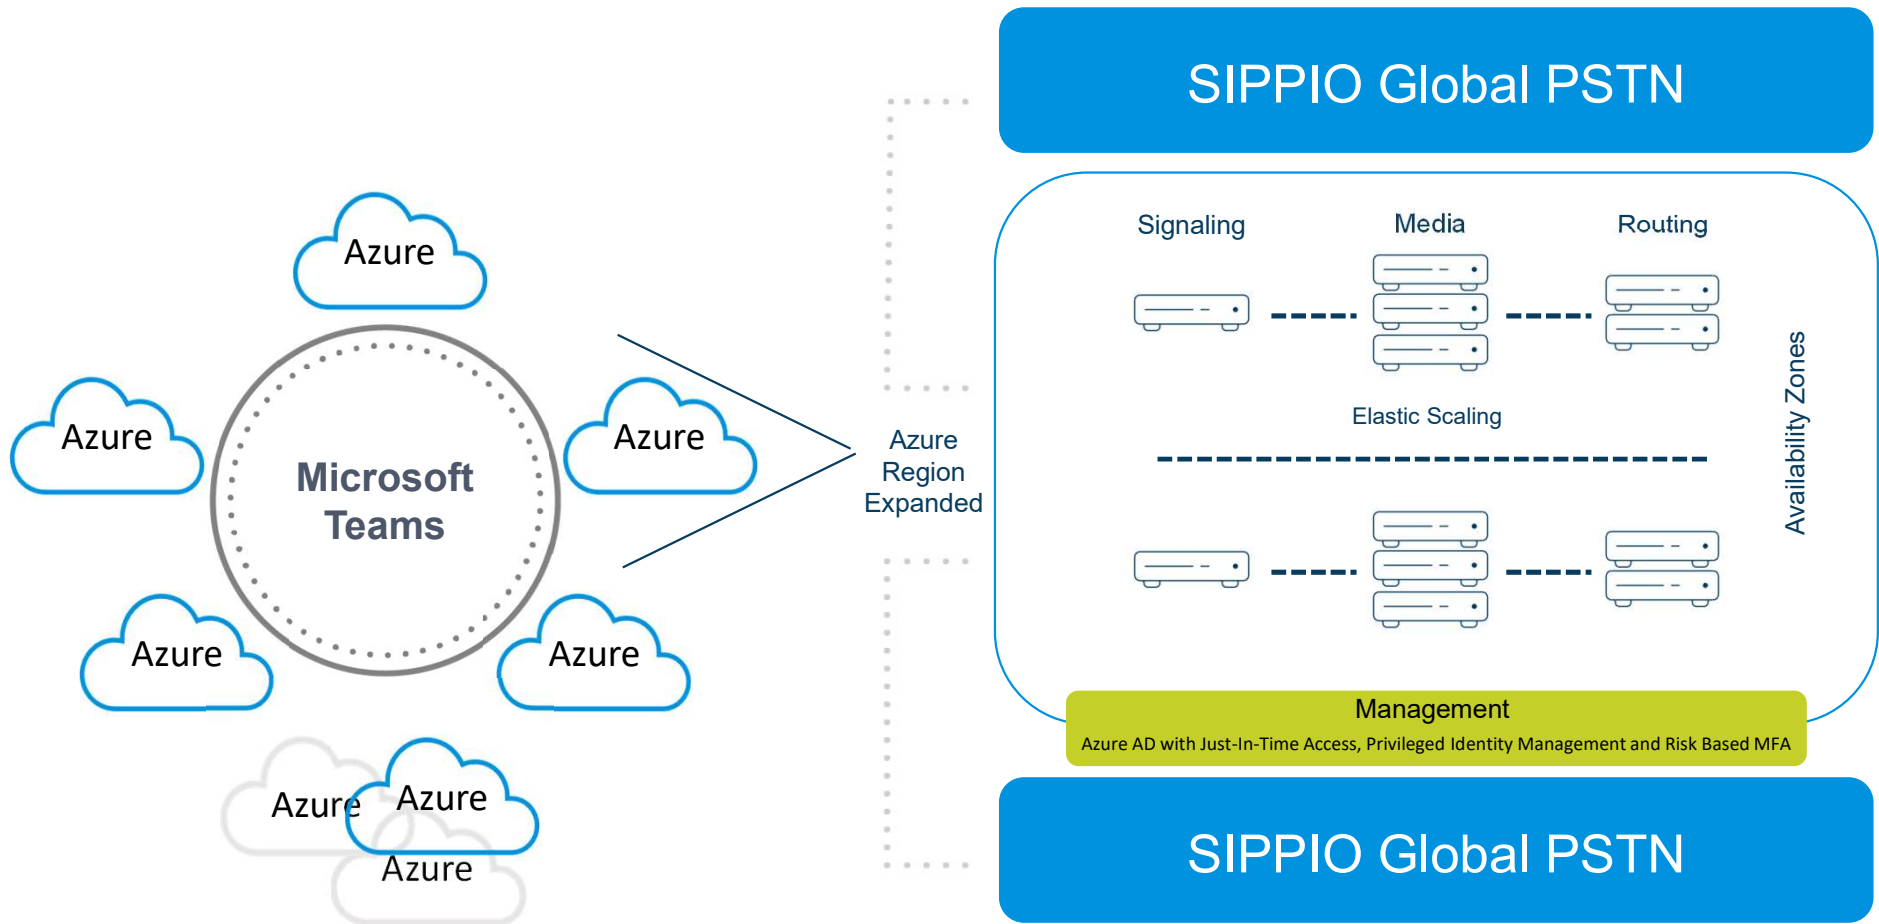 SIPPIO Global PSTN
Azure
Azure
Azure
Microsoft
Teams
Azure
Azure
Azure
Azure
Azure
Azure
Region
Expanded
Signaling
Media
Routing
Elastic Scaling
Availability Zones
Management
Azure AD with Just-In-Time Access, Privileged Identity Management and Risk Based MFA
SIPPIO Global PSTN